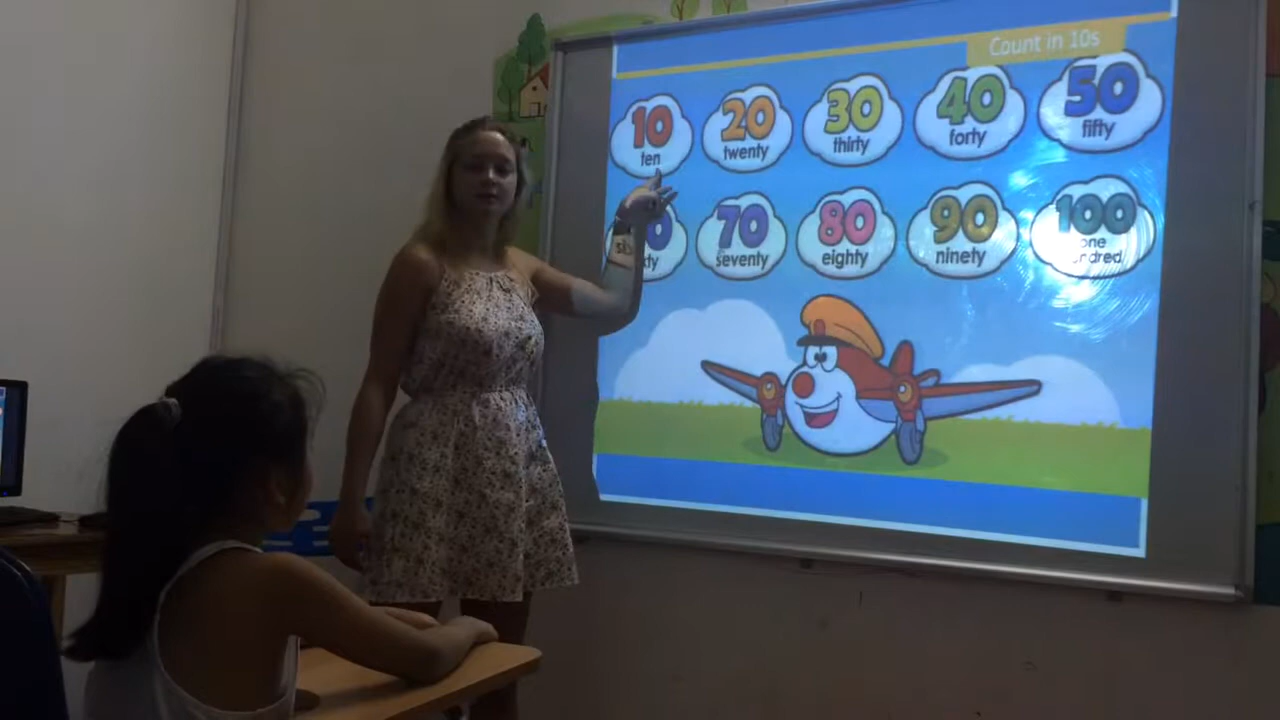 Count in 10s
10 20 30 40 50
ten twenty thirty forty fifty
70 80 90 100
seventy eighty ninety one